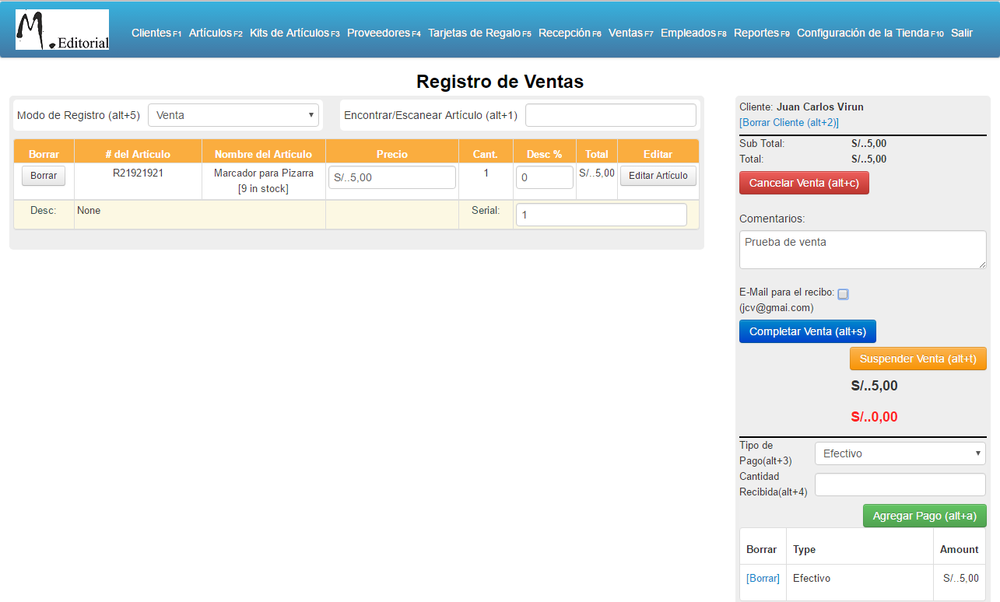 M.Editorial
Clientes F1 Artículos F2 Kits de Artículos F3 Proveedores F4 Tarjetas de Regalo F5 Recepción F6 Ventas F7 Empleados F8 Reportes F9 Configuración de la Tienda F10 Salir
Registro de Ventas
Modo de Registro (alt+5) Venta Encontrar/Escanear Artículo (alt+1)
Borrar # del Artículo Nombre del Artículo Precio Cant. Desc % Total Editar
Borrar R21921921 Marcador para Pizarra S/..5,00 1 0 S/..5,00 Editar Artículo
[9 in stock]
Desc: None Serial: 1
Cliente: Juan Carlos Virun
[Borrar Cliente (alt+2)]
Sub Total: S/..5,00
Total: S/..5,00
Cancelar Venta (alt+c)
Comentarios:
Prueba de venta
E-Mail para el recibo:
(jcv@gmai.com)
Completar Venta (alt+s)
Suspender Venta (alt+t)
S/..5,00
S/..0,00
Tipo de
Pago(alt+3) Efectivo
Cantidad
Recibida(alt+4)
Agregar Pago (alt+a)
Borrar Type Amount
[Borrar] Efectivo S/..5,00